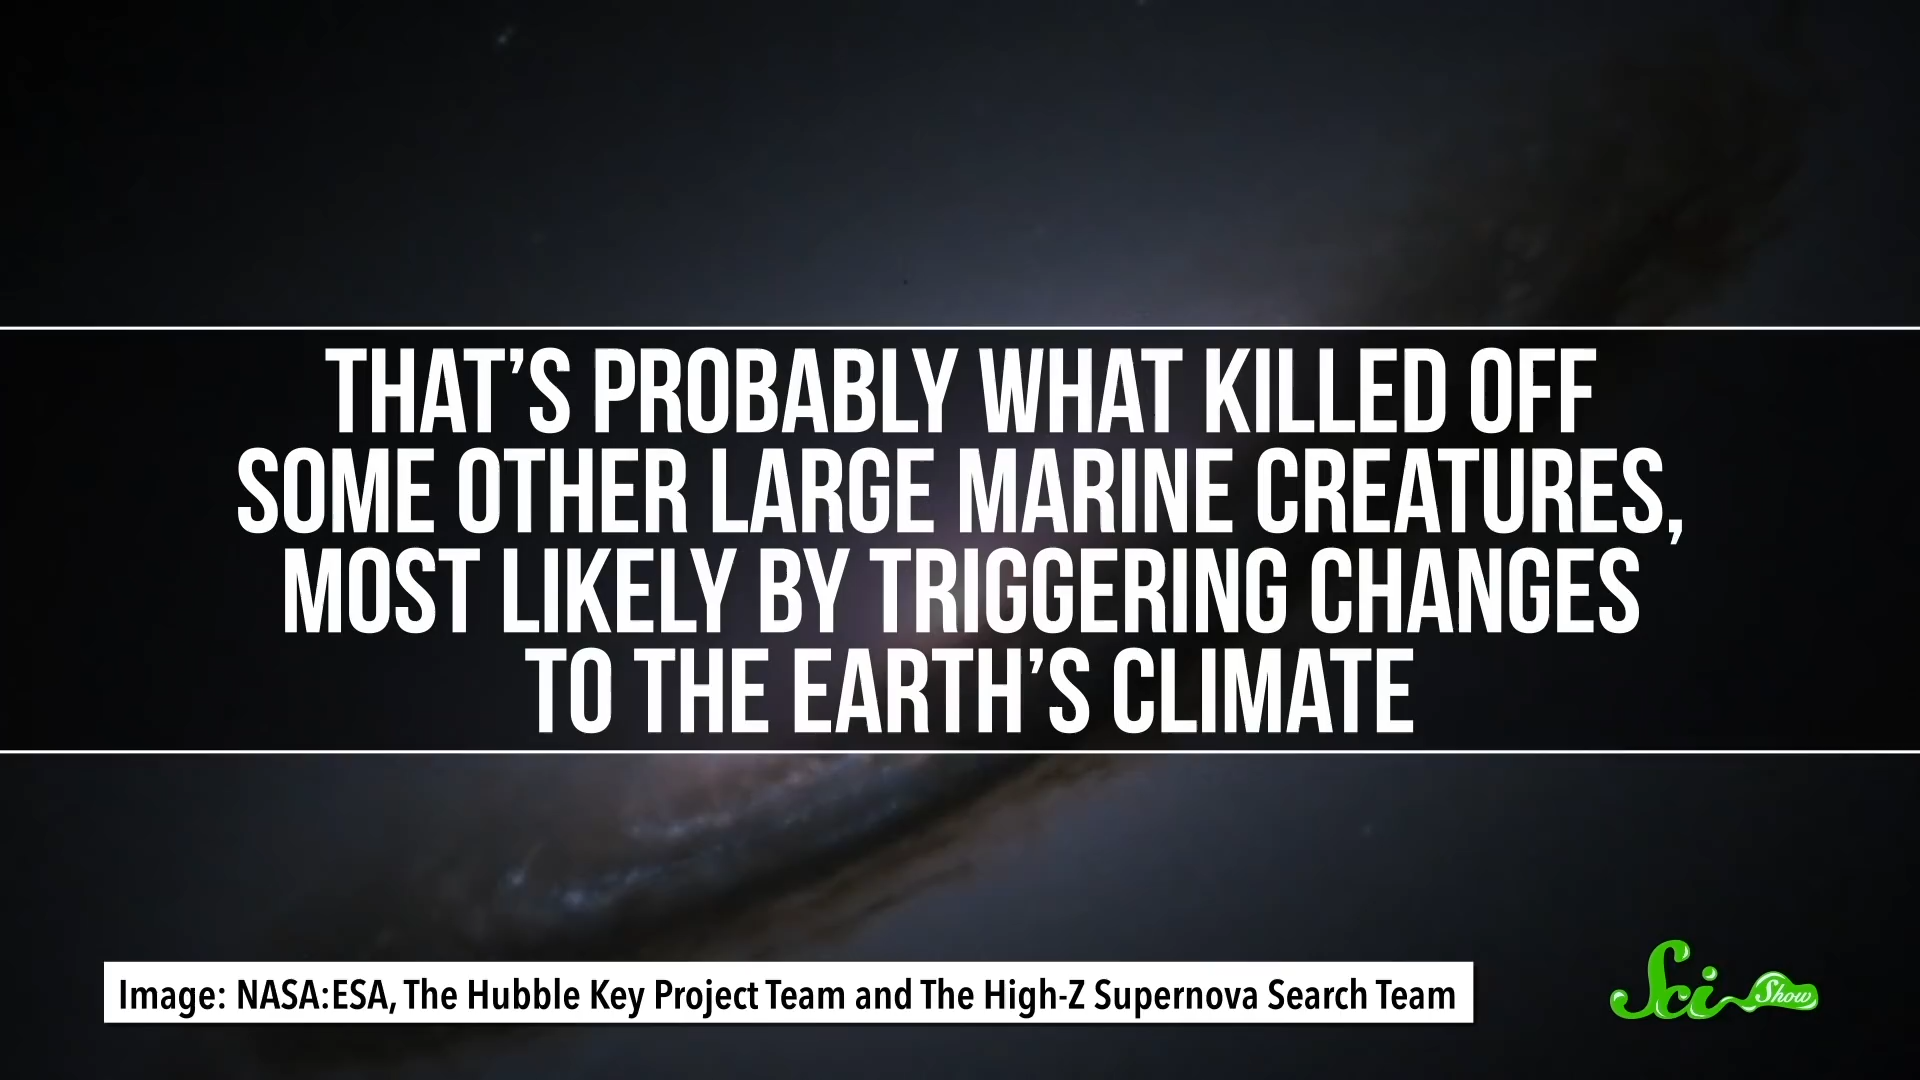 THAT’S PROBABLY WHAT KILLED OFF
SOME OTHER LARGE MARINE CREATURES,
MOST LIKELY BY TRIGGERING CHANGES
TO THE EARTH’S CLIMATE
Image: NASA:ESA, The Hubble Key Project Team and The High-Z Supernova Search Team
Sci Show